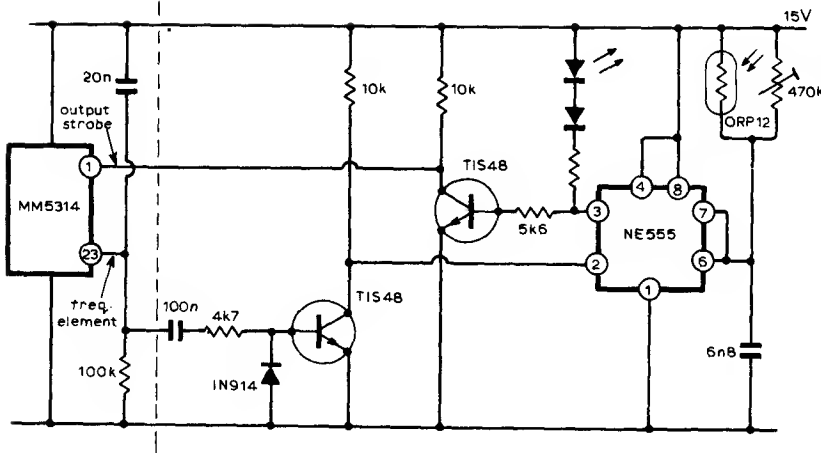 15V
20n
10k
10k
470k
ORP12
output
strobe
1
TIS48
MM5314
4
8
3
7
5k6
NE555
23
2
6
1
freq.
element
100n
4k7
TIS48
6n8
100k
IN914